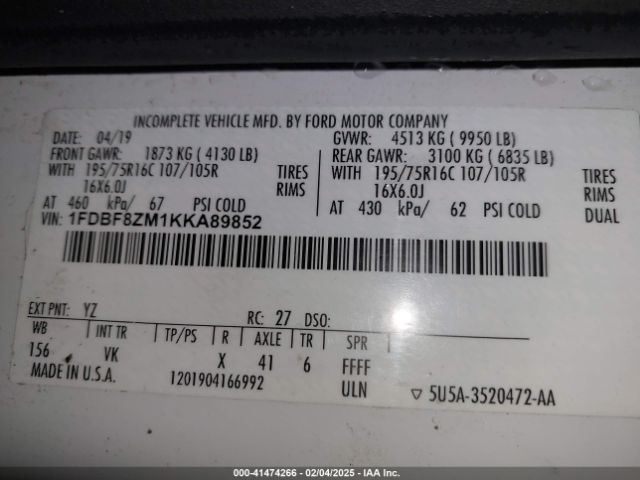 INCOMPLETE VEHICLE MFD. BY FORD MOTOR COMPANY
DATE: 04/19 GVWR: 4513 KG ( 9950 LB)
FRONT GAWR: 1873 KG ( 4130 LB) REAR GAWR: 3100 KG ( 6835 LB)
WITH 195/75R16C 107/105R TIRES WITH 195/75R16C 107/105R TIRES
16X6.0J RIMS 16X6.0J RIMS
AT 460 kPa/ 67 PSI COLD AT 430 kPa/ 62 PSI COLD DUAL
VIN: 1FDBF8ZM1KKA89852
EXT PNT: YZ RC: 27 DSO:
WB INT TR TP/PS R AXLE TR SPR
156 VK X 41 6 FFFF
MADE IN U.S.A. 1201904166992 ULN ▽ 5U5A-3520472-AA
COPART: 41474266 - 02/04/2025 - IAA Inc.